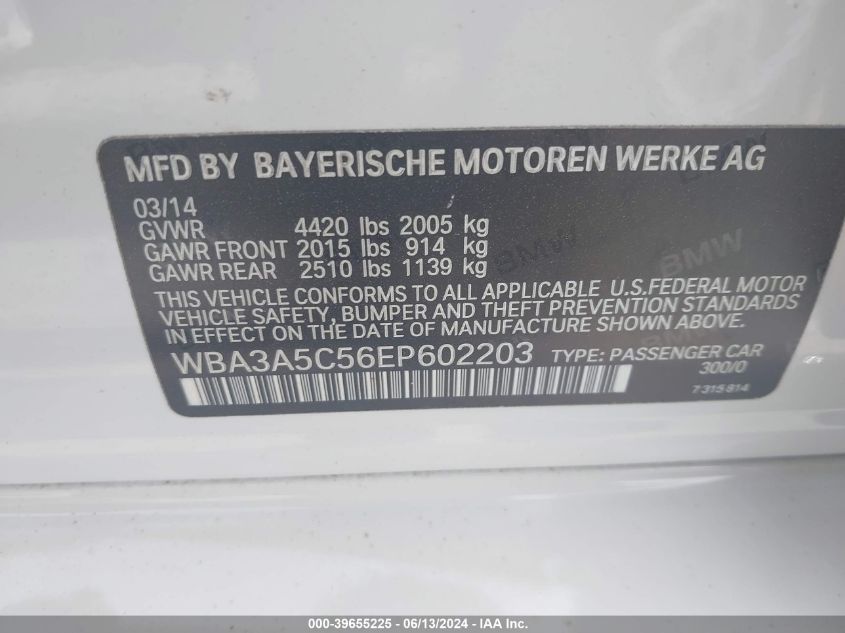 MFD BY BAYERISCHE MOTOREN WERKE AG
03/14
GVWR 4420 lbs 2005 kg
GAWR FRONT 2015 lbs 914 kg
GAWR REAR 2510 lbs 1139 kg
THIS VEHICLE CONFORMS TO ALL APPLICABLE U.S.FEDERAL MOTOR
VEHICLE SAFETY, BUMPER AND THEFT PREVENTION STANDARDS
IN EFFECT ON THE DATE OF MANUFACTURE SHOWN ABOVE.
WBA3A5C56EP602203 TYPE: PASSENGER CAR
300/0
7315814
BMW
BMW
000-39655225 - 06/13/2024 - IAA Inc.